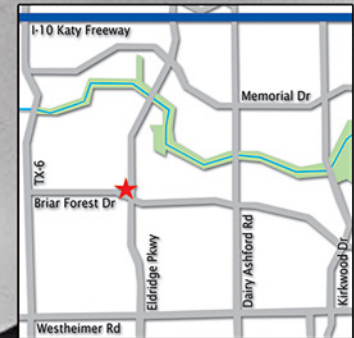 I-10 Katy Freeway
Memorial Dr
TX-6
Briar Forest Dr
Eldridge Pkwy
Dairy Ashford Rd
Kirkwood Dr
Westheimer Rd